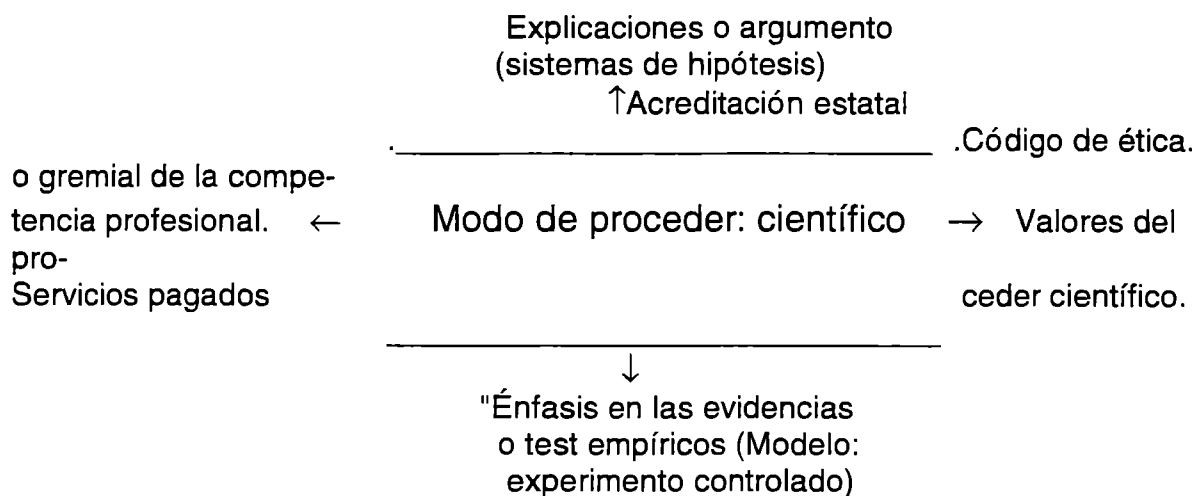 Explicaciones o argumento
(sistemas de hipótesis)
↑Acreditación estatal
.________________________ .Código de ética.
o gremial de la compe-
tencia profesional. ← Modo de proceder: científico → Valores del
pro-
Servicios pagados ceder científico.
↓
"Énfasis en las evidencias
o test empíricos (Modelo:
experimento controlado)